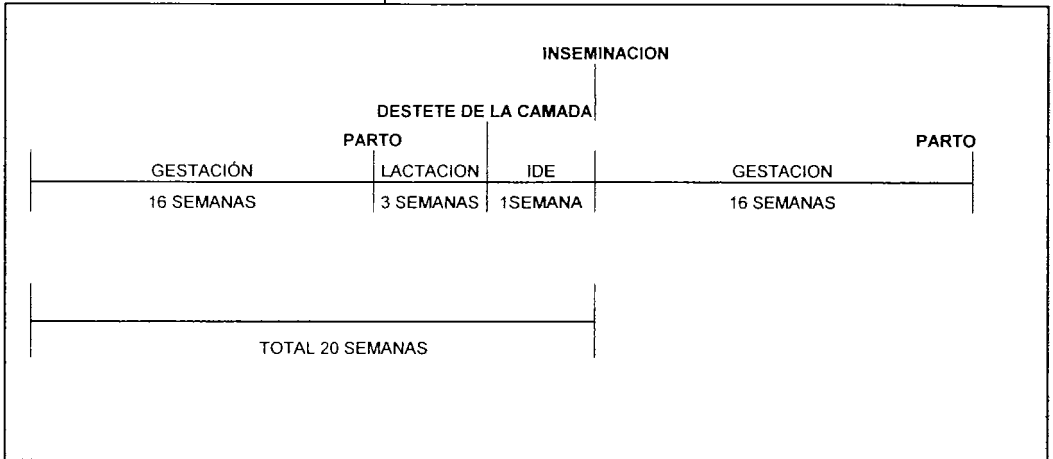 INSEMINACION
DESTETE DE LA CAMADA
PARTO PARTO
GESTACIÓN LACTACION IDE GESTACION
16 SEMANAS 3 SEMANAS 1SEMANA 16 SEMANAS
TOTAL 20 SEMANAS